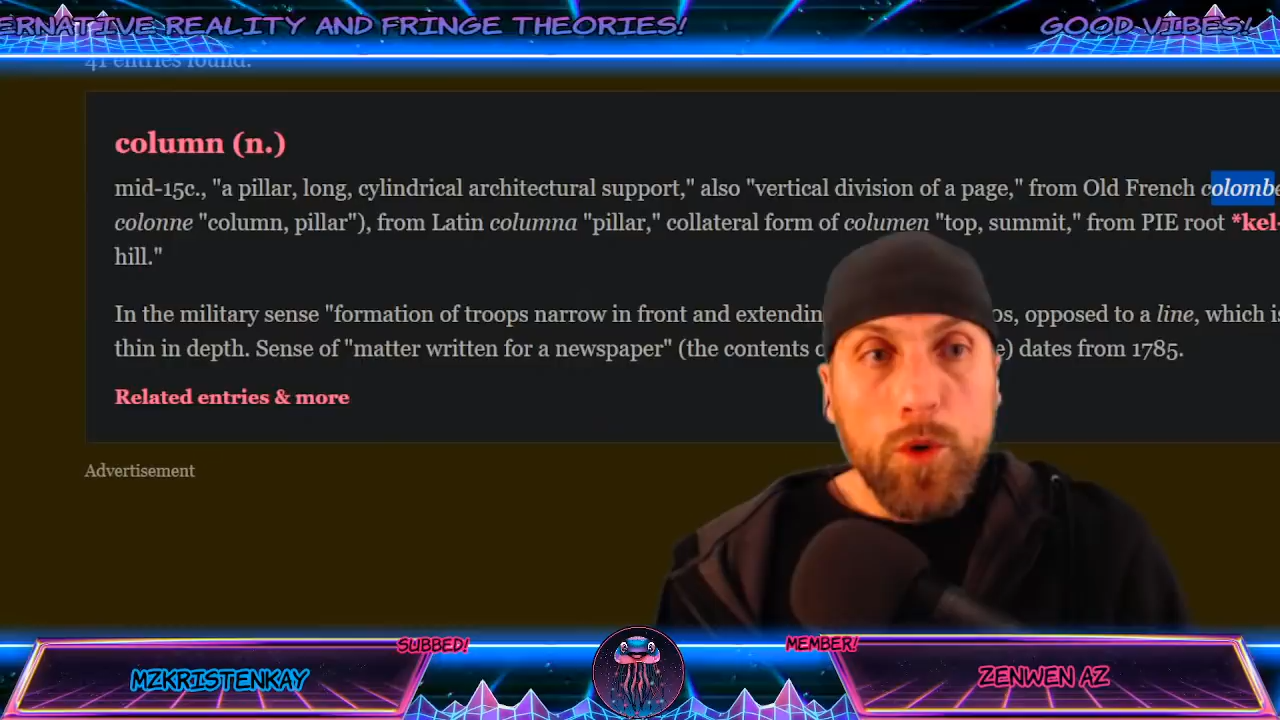 ERNATIVE REALITY AND FRINGE THEORIES! GOOD VIBES!
41 entries found.
column (n.)
mid-15c., "a pillar, long, cylindrical architectural support," also "vertical division of a page," from Old French colombe
colonne "column, pillar"), from Latin columna "pillar," collateral form of columen "top, summit," from PIE root *kel-
hill."
In the military sense "formation of troops narrow in front and extendin os, opposed to a line, which is
thin in depth. Sense of "matter written for a newspaper" (the contents o e) dates from 1785.
Related entries & more
Advertisement
SUBBED! MEMBER!
MZKRISTENKAY ZENWEN AZ